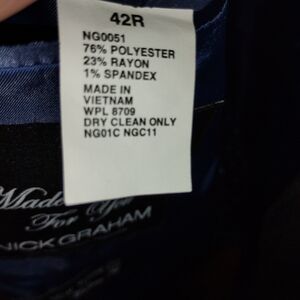 42R
NG0051
76% POLYESTER
23% RAYON
1% SPANDEX
MADE IN
VIETNAM
WPL 8709
DRY CLEAN ONLY
NG01C NGC11
Made
For You
NICK GRAHAM